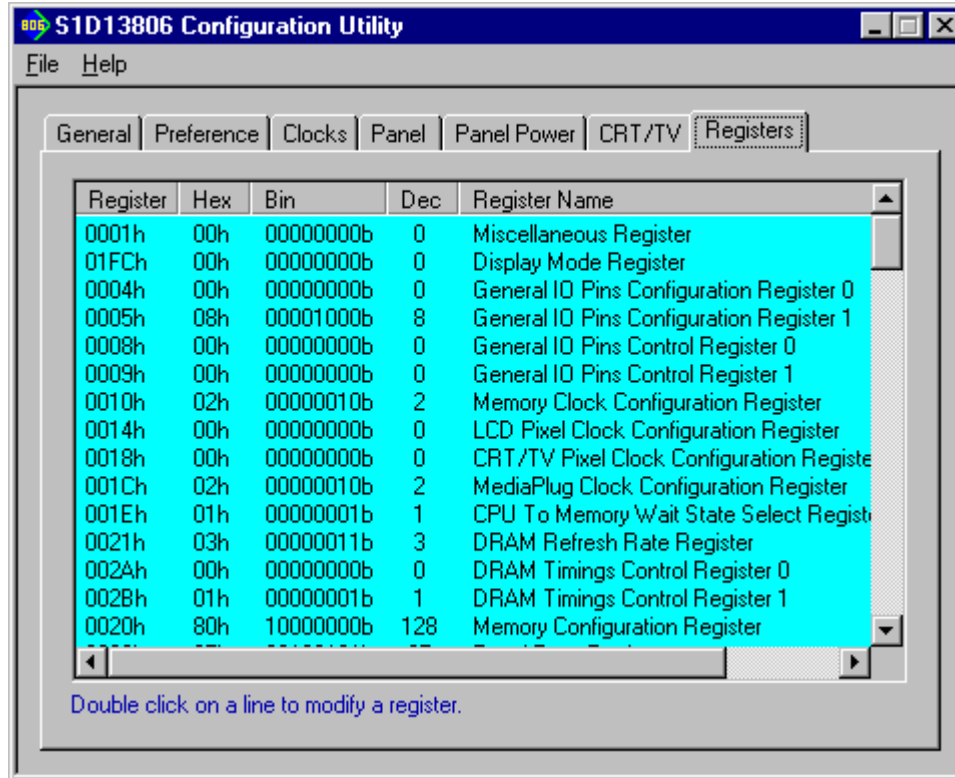 S1D13806 Configuration Utility
File Help
General Preference Clocks Panel Panel Power CRT/TV Registers
Register Hex Bin Dec Register Name
0001h 00h 00000000b 0 Miscellaneous Register
01FCh 00h 00000000b 0 Display Mode Register
0004h 00h 00000000b 0 General IO Pins Configuration Register 0
0005h 08h 00001000b 8 General IO Pins Configuration Register 1
0008h 00h 00000000b 0 General IO Pins Control Register 0
0009h 00h 00000000b 0 General IO Pins Control Register 1
0010h 02h 00000010b 2 Memory Clock Configuration Register
0014h 00h 00000000b 0 LCD Pixel Clock Configuration Register
0018h 00h 00000000b 0 CRT/TV Pixel Clock Configuration Registe
001Ch 02h 00000010b 2 MediaPlug Clock Configuration Register
001Eh 01h 00000001b 1 CPU To Memory Wait State Select Regist
0021h 03h 00000011b 3 DRAM Refresh Rate Register
002Ah 00h 00000000b 0 DRAM Timings Control Register 0
002Bh 01h 00000001b 1 DRAM Timings Control Register 1
0020h 80h 10000000b 128 Memory Configuration Register
Double click on a line to modify a register.